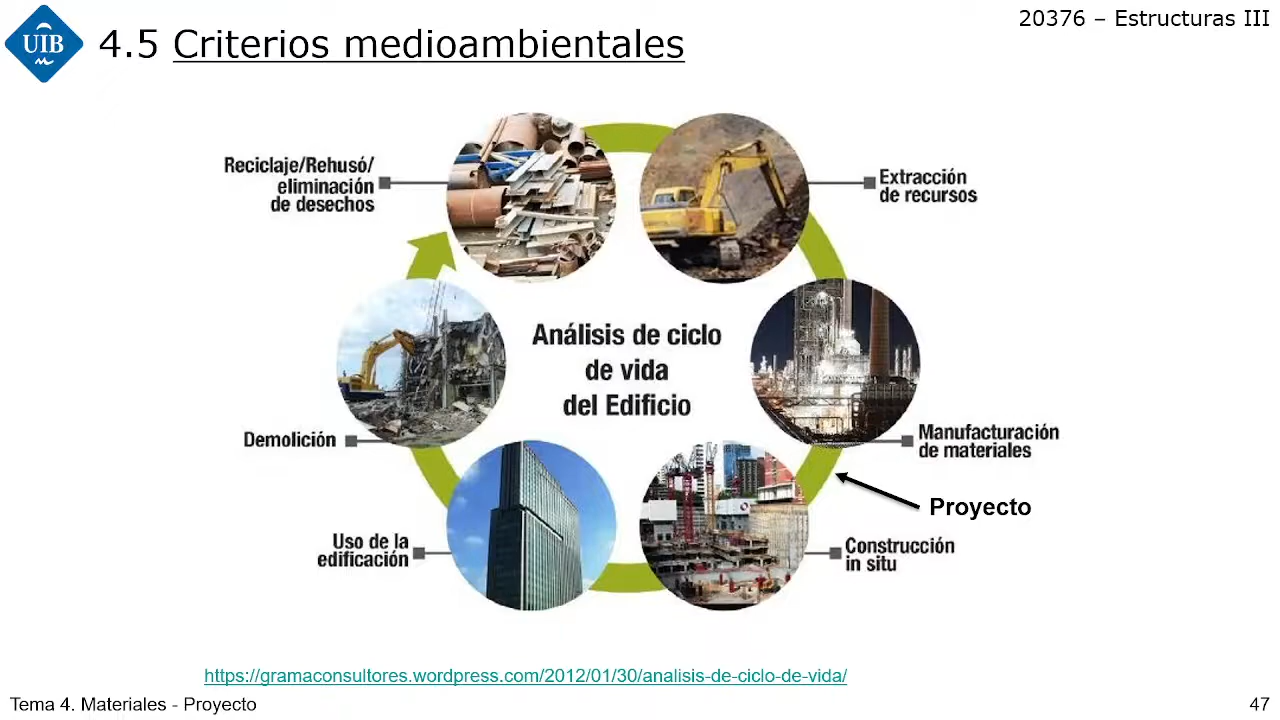 20376 – Estructuras III
UIB
4.5 Criterios medioambientales
Reciclaje/Rehusó/
eliminación
de desechos
Extracción
de recursos
Análisis de ciclo
de vida
del Edificio
Demolición
Manufacturación
de materiales
Proyecto
Uso de la
edificación
Construcción
in situ
https://gramaconsultores.wordpress.com/2012/01/30/analisis-de-ciclo-de-vida/
Tema 4. Materiales - Proyecto
47